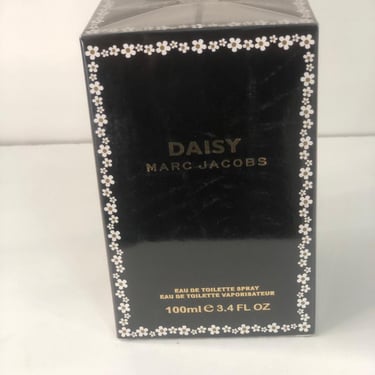 DAISY
MARC JACOBS
EAU DE TOILETTE SPRAY
EAU DE TOILETTE VAPORISATEUR
100ml ℮ 3.4 FL OZ